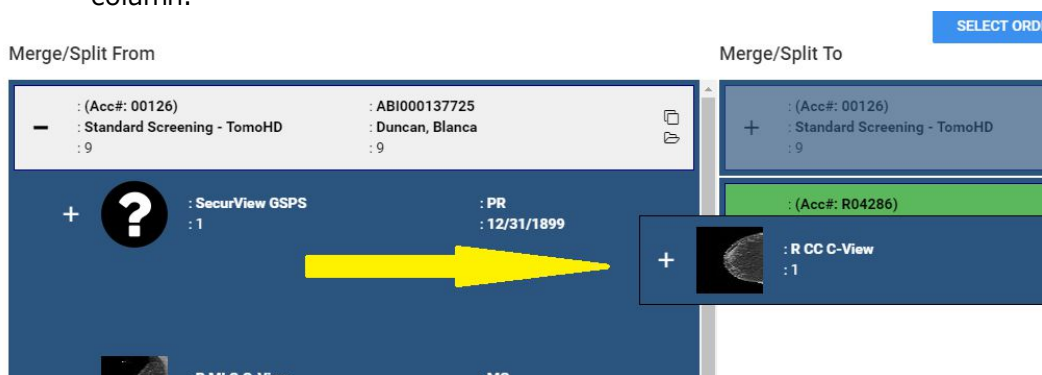 column.
SELECT ORD
Merge/Split From
Merge/Split To
: (Acc#: 00126)
: ABI000137725
: Standard Screening - TomoHD
: Duncan, Blanca
: 9
: 9
: (Acc#: 00126)
: Standard Screening - TomoHD
: 9
: SecurView GSPS
: PR
: 1
: 12/31/1899
: (Acc#: R04286)
: R CC C-View
: 1